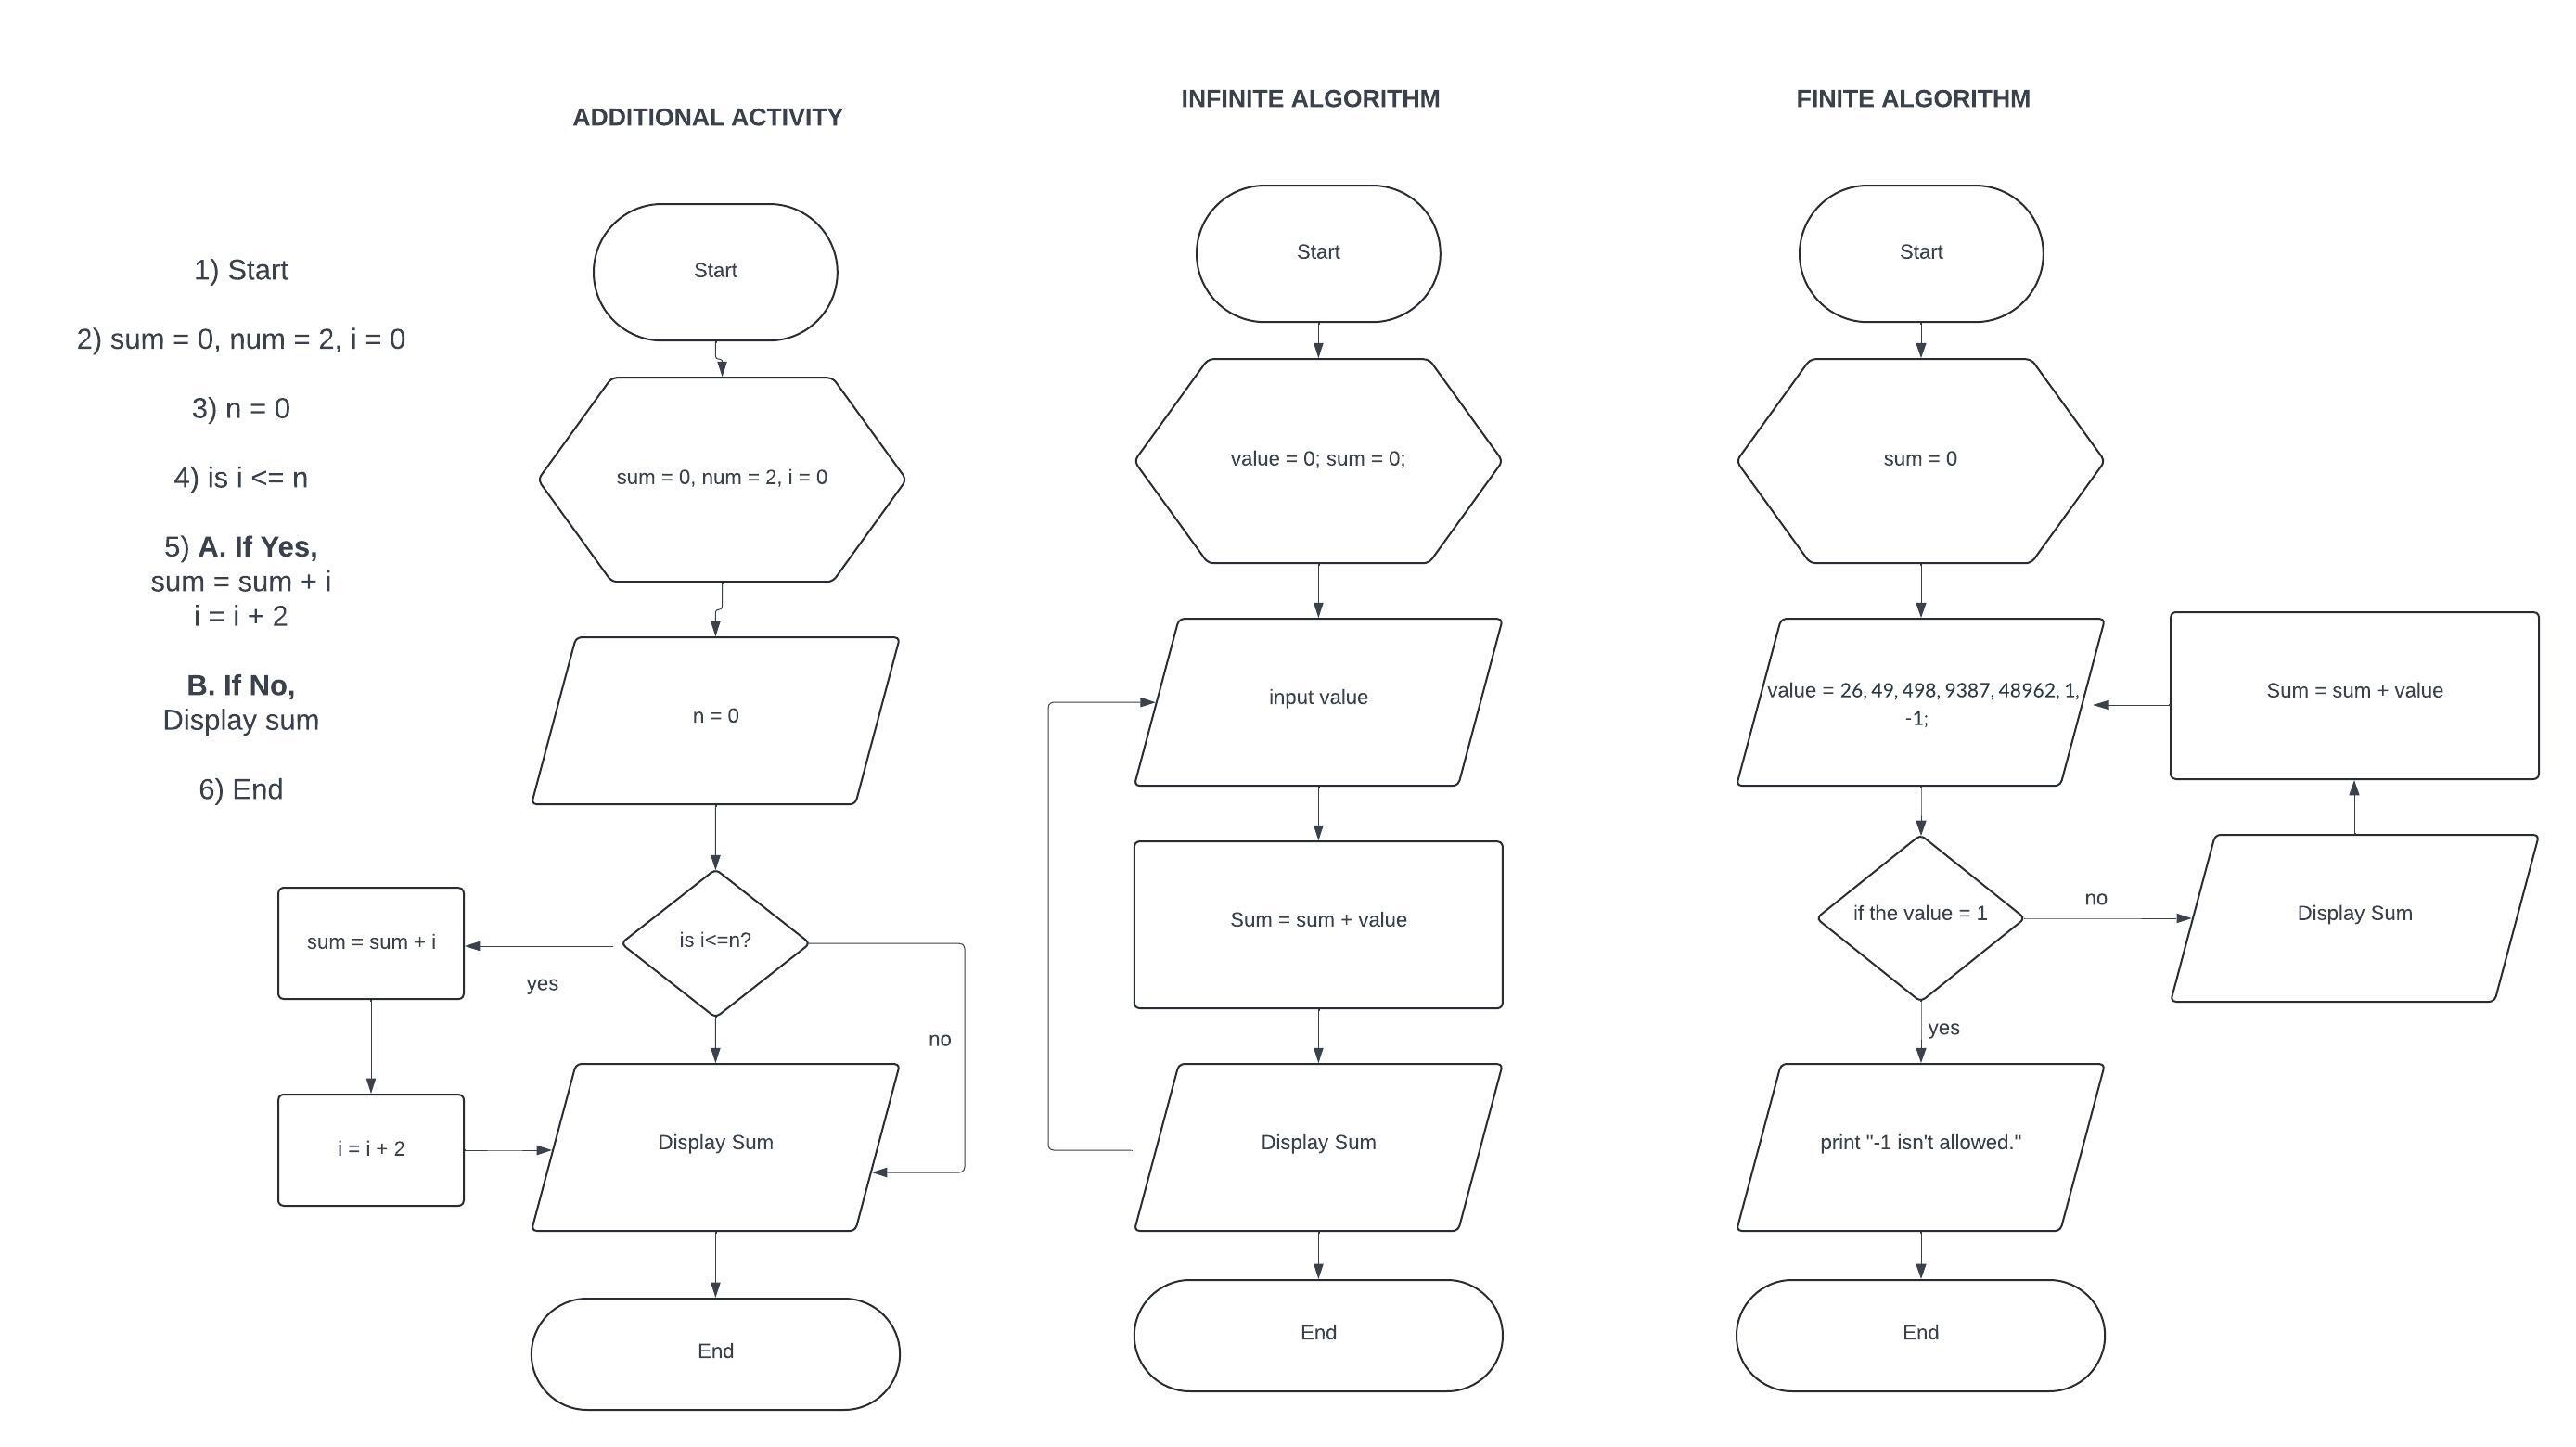 ADDITIONAL ACTIVITY
1) Start
2) sum = 0, num = 2, i = 0
3) n = 0
4) is i <= n
5) A. If Yes,
sum = sum + i
i = i + 2
B. If No,
Display sum
6) End
Start
sum = 0, num = 2, i = 0
n = 0
is i<=n?
yes
no
sum = sum + i
i = i + 2
Display Sum
End
INFINITE ALGORITHM
Start
value = 0; sum = 0;
input value
Sum = sum + value
Display Sum
End
FINITE ALGORITHM
Start
sum = 0
value = 26, 49, 498, 9387, 48962, 1,
-1;
if the value = 1
no
Display Sum
Sum = sum + value
yes
print "-1 isn't allowed."
End